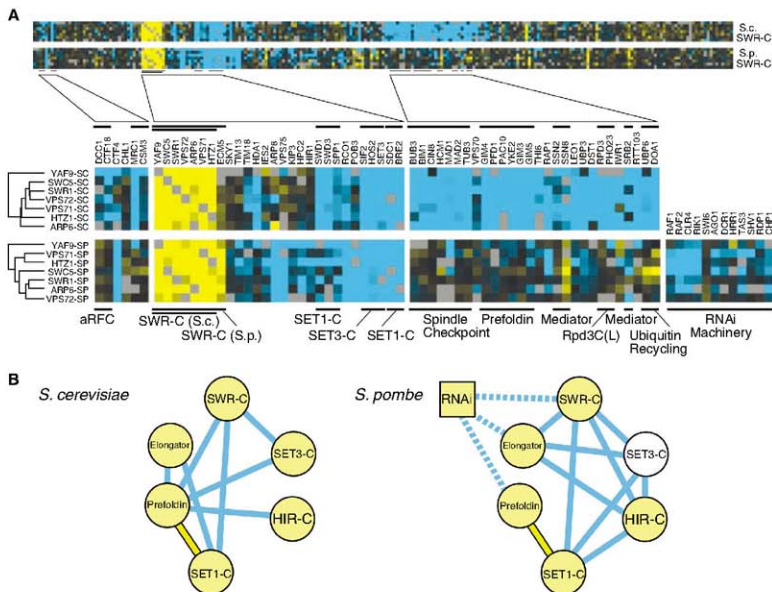 A
S.c.
SWR-C
S.p.
SWR-C
DCC1
CTF18
CTF4
CHL1
MRC1
CSM3
YAF9
SWC5
SWR1
VPS72
ARP6
VPS71
HTZ1
SKY1
TIM13
TIM18
HDA1
IES2
ARP8
VPS75
KIP3
HPC2
HIR1
SWD1
SWD3
SPP1
RCO1
POB3
SIF2
HOS2
SET3
SDC1
BRE2
BUB3
BIM1
CIN8
HCM1
MAD1
MAD2
TUB3
VPS70
GIM4
PFD1
PAC10
YKE2
GIM3
GIM5
THI6
RAP1
SSN2
SSN8
LEO1
UBP3
DST1
RPD3
PHO23
SRB2
RTT103
UBP6
DOA1
RAF1
RAF2
CLR4
RIK1
SWI6
AGO1
DCR1
HRR1
TAS3
SHV1
RDP1
CHP1
YAF9-SC
SWC5-SC
SWR1-SC
VPS72-SC
VPS71-SC
HTZ1-SC
ARP6-SC
YAF9-SP
VPS71-SP
HTZ1-SP
SWC5-SP
SWR1-SP
ARP6-SP
VPS72-SP
aRFC
SWR-C (S.c.)
SWR-C (S.p.)
SET1-C
SET3-C
SET1-C
Spindle
Checkpoint
Prefoldin
Mediator
Rpd3C(L)
Mediator
Ubiquitin
Recycling
RNAi
Machinery
B
S. cerevisiae
SWR-C
Elongator
SET3-C
Prefoldin
HIR-C
SET1-C
S. pombe
RNAi
SWR-C
Elongator
SET3-C
Prefoldin
HIR-C
SET1-C